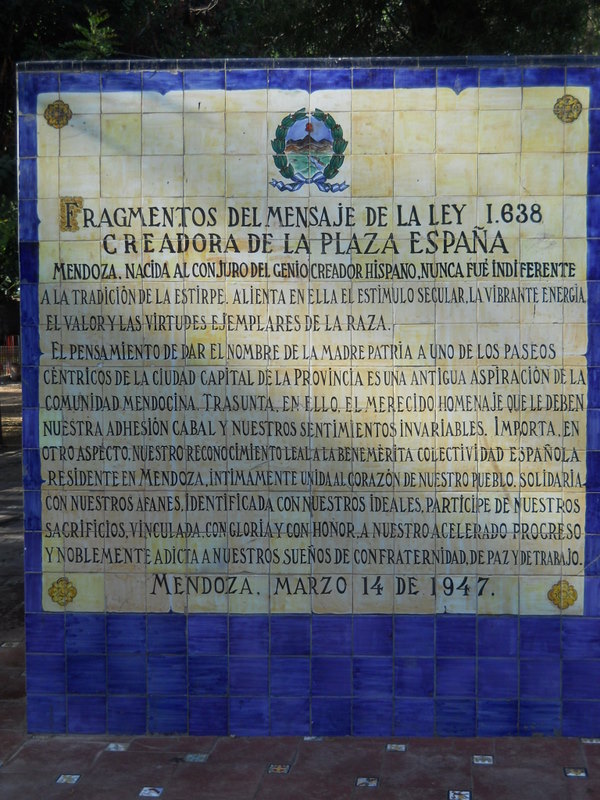 FRAGMENTOS DEL MENSAJE DE LA LEY 1.638
CREADORA DE LA PLAZA ESPAÑA
MENDOZA, NACIDA AL CONJURO DEL GENIO CREADOR HISPANO, NUNCA FUÉ INDIFERENTE
A LA TRADICIÓN DE LA ESTIRPE. ALIENTA EN ELLA EL ESTIMULO SECULAR, LA VIBRANTE ENERGÍA,
EL VALOR Y LAS VIRTUDES EJEMPLARES DE LA RAZA.
EL PENSAMIENTO DE DAR EL NOMBRE DE LA MADRE PATRIA A UNO DE LOS PASEOS
CÉNTRICOS DE LA CIUDAD CAPITAL DE LA PROVINCIA ES UNA ANTIGUA ASPIRACIÓN DE LA
COMUNIDAD MENDOCINA. TRASUNTA, EN ELLO, EL MERECIDO HOMENAJE QUE LE DEBEN
NUESTRA ADHESIÓN CABAL Y NUESTROS SENTIMIENTOS INVARIABLES. IMPORTA, EN
OTRO ASPECTO, NUESTRO RECONOCIMIENTO LEAL A LA BENEMÉRITA COLECTIVIDAD ESPAÑOLA
RESIDENTE EN MENDOZA, ÍNTIMAMENTE UNIDA AL CORAZÓN DE NUESTRO PUEBLO, SOLIDARIA
CON NUESTROS AFANES, IDENTIFICADA CON NUESTROS IDEALES, PARTÍCIPE DE NUESTROS
SACRIFICIOS, VINCULADA, CON GLORIA Y CON HONOR, A NUESTRO ACELERADO PROGRESO
Y NOBLEMENTE ADICTA A NUESTROS SUEÑOS DE CONFRATERNIDAD, DE PAZ Y DE TRABAJO.
MENDOZA, MARZO 14 DE 1947.